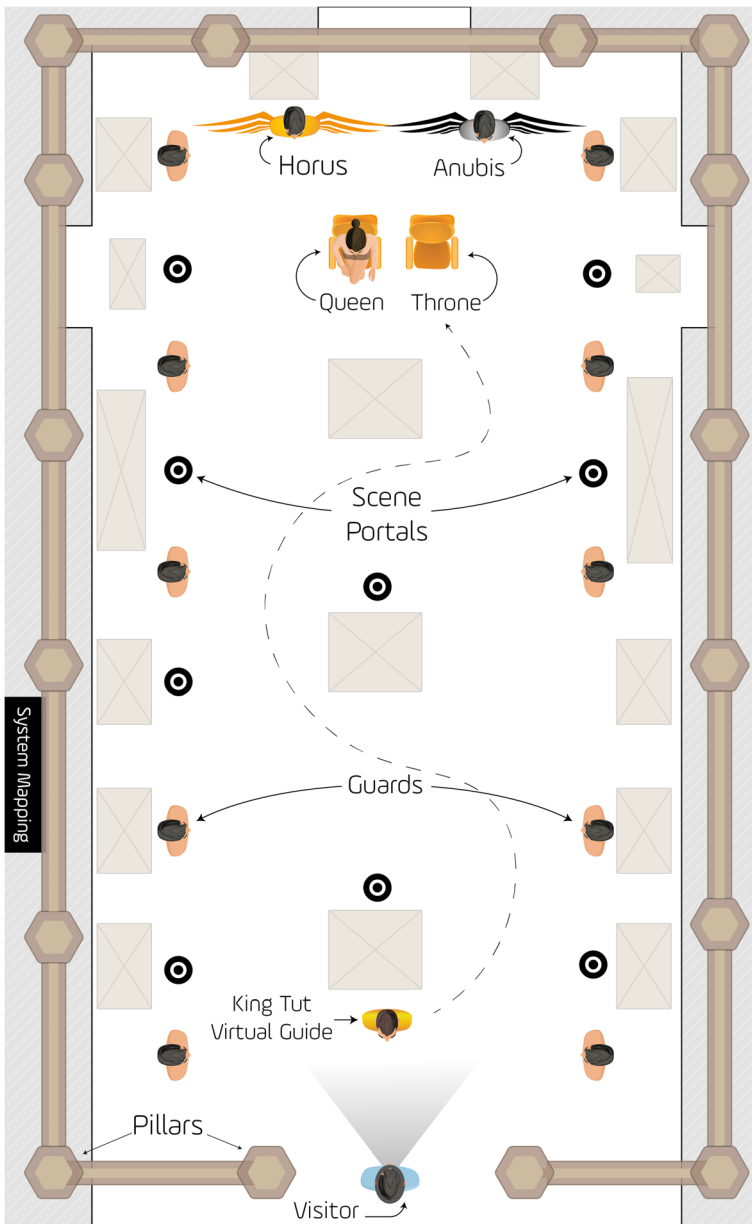 Horus
Anubis
Queen
Throne
Scene
Portals
System Mapping
Guards
King Tut
Virtual Guide
Pillars
Visitor